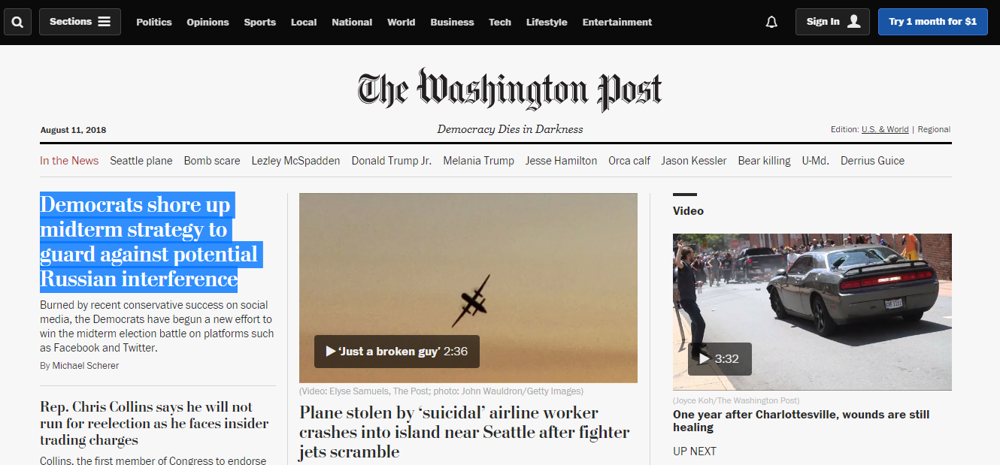 Sections Politics Opinions Sports Local National World Business Tech Lifestyle Entertainment Sign In Try 1 month for $1
The Washington Post
August 11, 2018 Democracy Dies in Darkness Edition: U.S. & World | Regional
In the News Seattle plane Bomb scare Lezley McSpadden Donald Trump Jr. Melania Trump Jesse Hamilton Orca calf Jason Kessler Bear killing U-Md. Derrius Guice
Democrats shore up
midterm strategy to
guard against potential
Russian interference
Burned by recent conservative success on social
media, the Democrats have begun a new effort to
win the midterm election battle on platforms such
as Facebook and Twitter.
By Michael Scherer
Rep. Chris Collins says he will not
run for reelection as he faces insider
trading charges
Collins, the first member of Congress to endorse
‘Just a broken guy’ 2:36
(Video: Elyse Samuels, The Post; photo: John Wauldron/Getty Images)
Plane stolen by ‘suicidal’ airline worker
crashes into island near Seattle after fighter
jets scramble
Video
3:32
(Joyce Koh/The Washington Post)
One year after Charlottesville, wounds are still
healing
UP NEXT